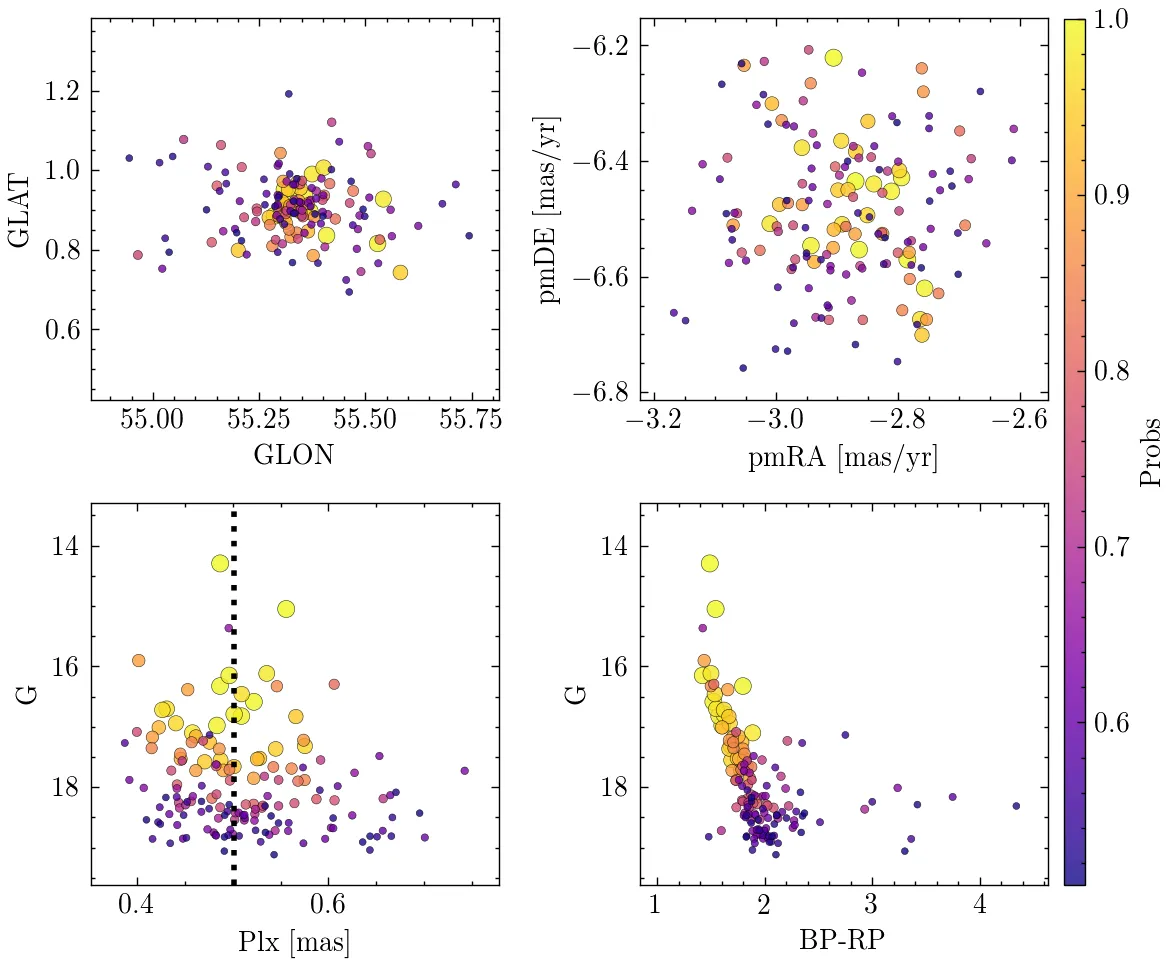 1.2
1.0
0.8
0.6
GLAT
55.00 55.25 55.50 55.75
GLON
−6.2
−6.4
−6.6
−6.8
pmDE [mas/yr]
−3.2 −3.0 −2.8 −2.6
pmRA [mas/yr]
1.0
0.9
0.8
0.7
0.6
Probs
14
16
18
G
0.4 0.6
Plx [mas]
14
16
18
G
1 2 3 4
BP-RP